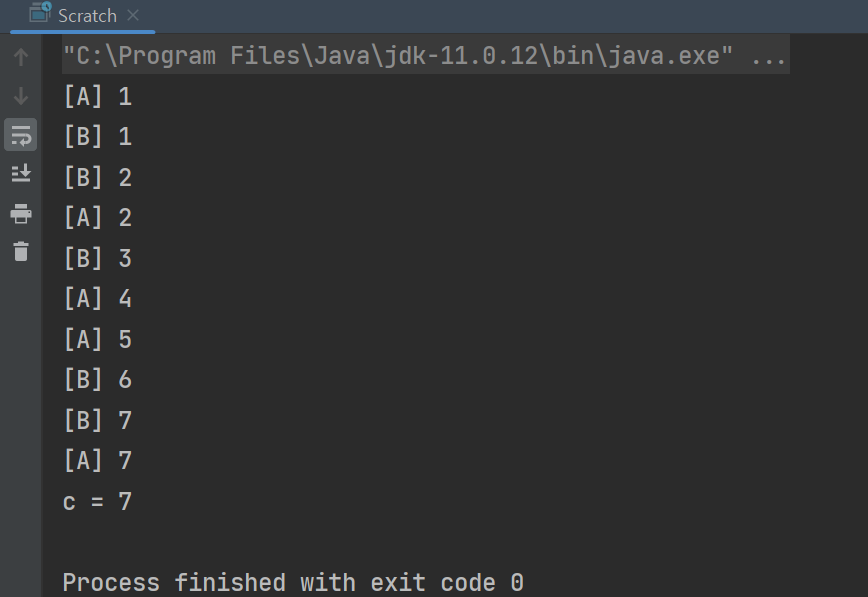 Scratch
"C:\Program Files\Java\jdk-11.0.12\bin\java.exe" ...
[A] 1
[B] 1
[B] 2
[A] 2
[B] 3
[A] 4
[A] 5
[B] 6
[B] 7
[A] 7
c = 7
Process finished with exit code 0